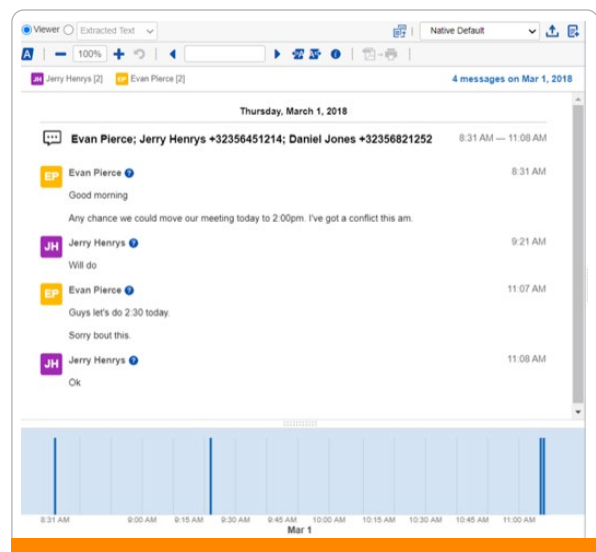 Viewer Extracted Text Native Default
A 100%
JH Jerry Henrys [2] EP Evan Pierce [2] 4 messages on Mar 1, 2018
Thursday, March 1, 2018
Evan Pierce; Jerry Henrys +32356451214; Daniel Jones +32356821252 8:31 AM — 11:08 AM
EP Evan Pierce ? 8:31 AM
Good morning
Any chance we could move our meeting today to 2:00pm. I've got a conflict this am.
JH Jerry Henrys ? 9:21 AM
Will do
EP Evan Pierce ? 11:07 AM
Guys let's do 2:30 today.
Sorry bout this.
JH Jerry Henrys ? 11:08 AM
Ok
8:31 AM 9:00 AM 9:15 AM 9:30 AM 9:45 AM 10:00 AM 10:15 AM 10:30 AM 10:45 AM 11:00 AM
Mar 1